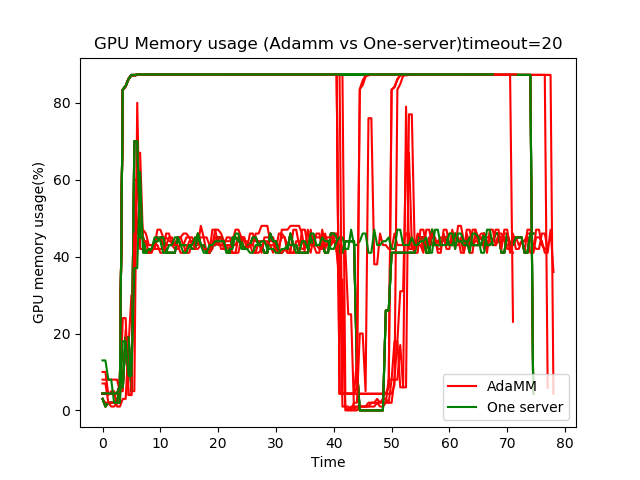 GPU Memory usage (Adamm vs One-server)timeout=20
GPU memory usage(%)
80
60
40
20
0
0 10 20 30 40 50 60 70 80
Time
AdaMM
One server